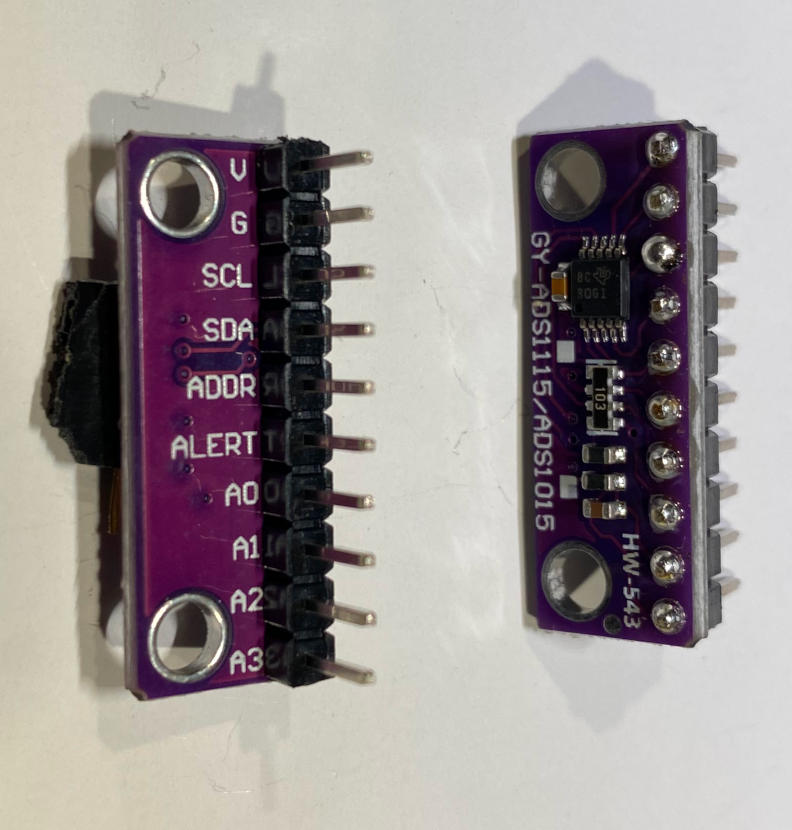 V
G
SCL
SDA
ADDR
ALERT
A0
A1
A2
A3
GY-ADS1115/ADS1015
HW-543
103